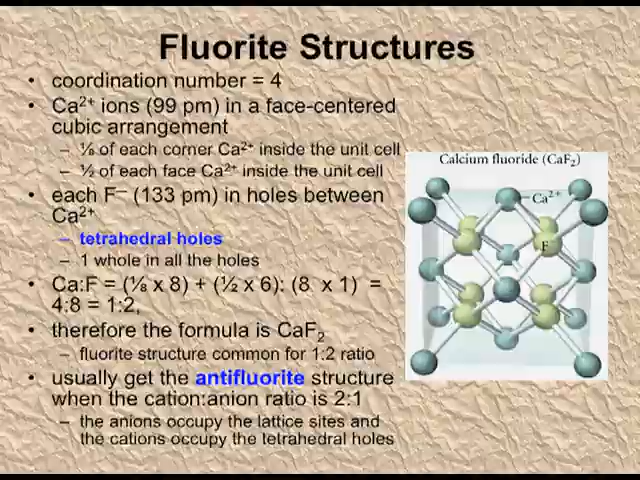 Fluorite Structures
• coordination number = 4
• Ca²⁺ ions (99 pm) in a face-centered
cubic arrangement
– ⅛ of each corner Ca²⁺ inside the unit cell
– ½ of each face Ca²⁺ inside the unit cell
• each F⁻ (133 pm) in holes between
Ca²⁺
– tetrahedral holes
– 1 whole in all the holes
• Ca:F = (⅛ x 8) + (½ x 6): (8 x 1) =
4:8 = 1:2,
• therefore the formula is CaF₂
– fluorite structure common for 1:2 ratio
• usually get the antifluorite structure
when the cation:anion ratio is 2:1
– the anions occupy the lattice sites and
the cations occupy the tetrahedral holes
Calcium fluoride (CaF₂)
Ca²⁺
F⁻